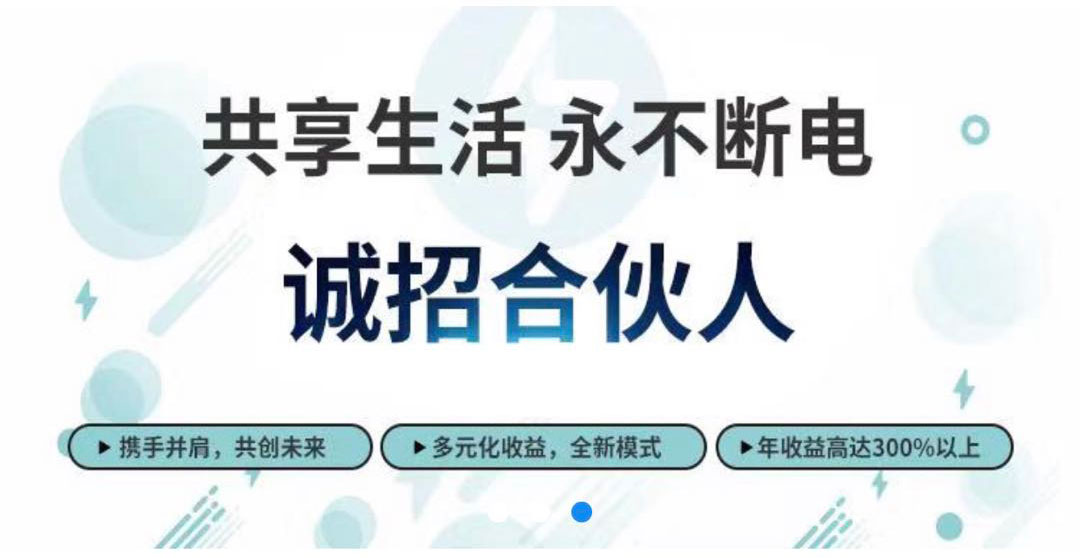 共享生活 永不断电
诚招合伙人
携手并肩，共创未来
多元化收益，全新模式
年收益高达300%以上